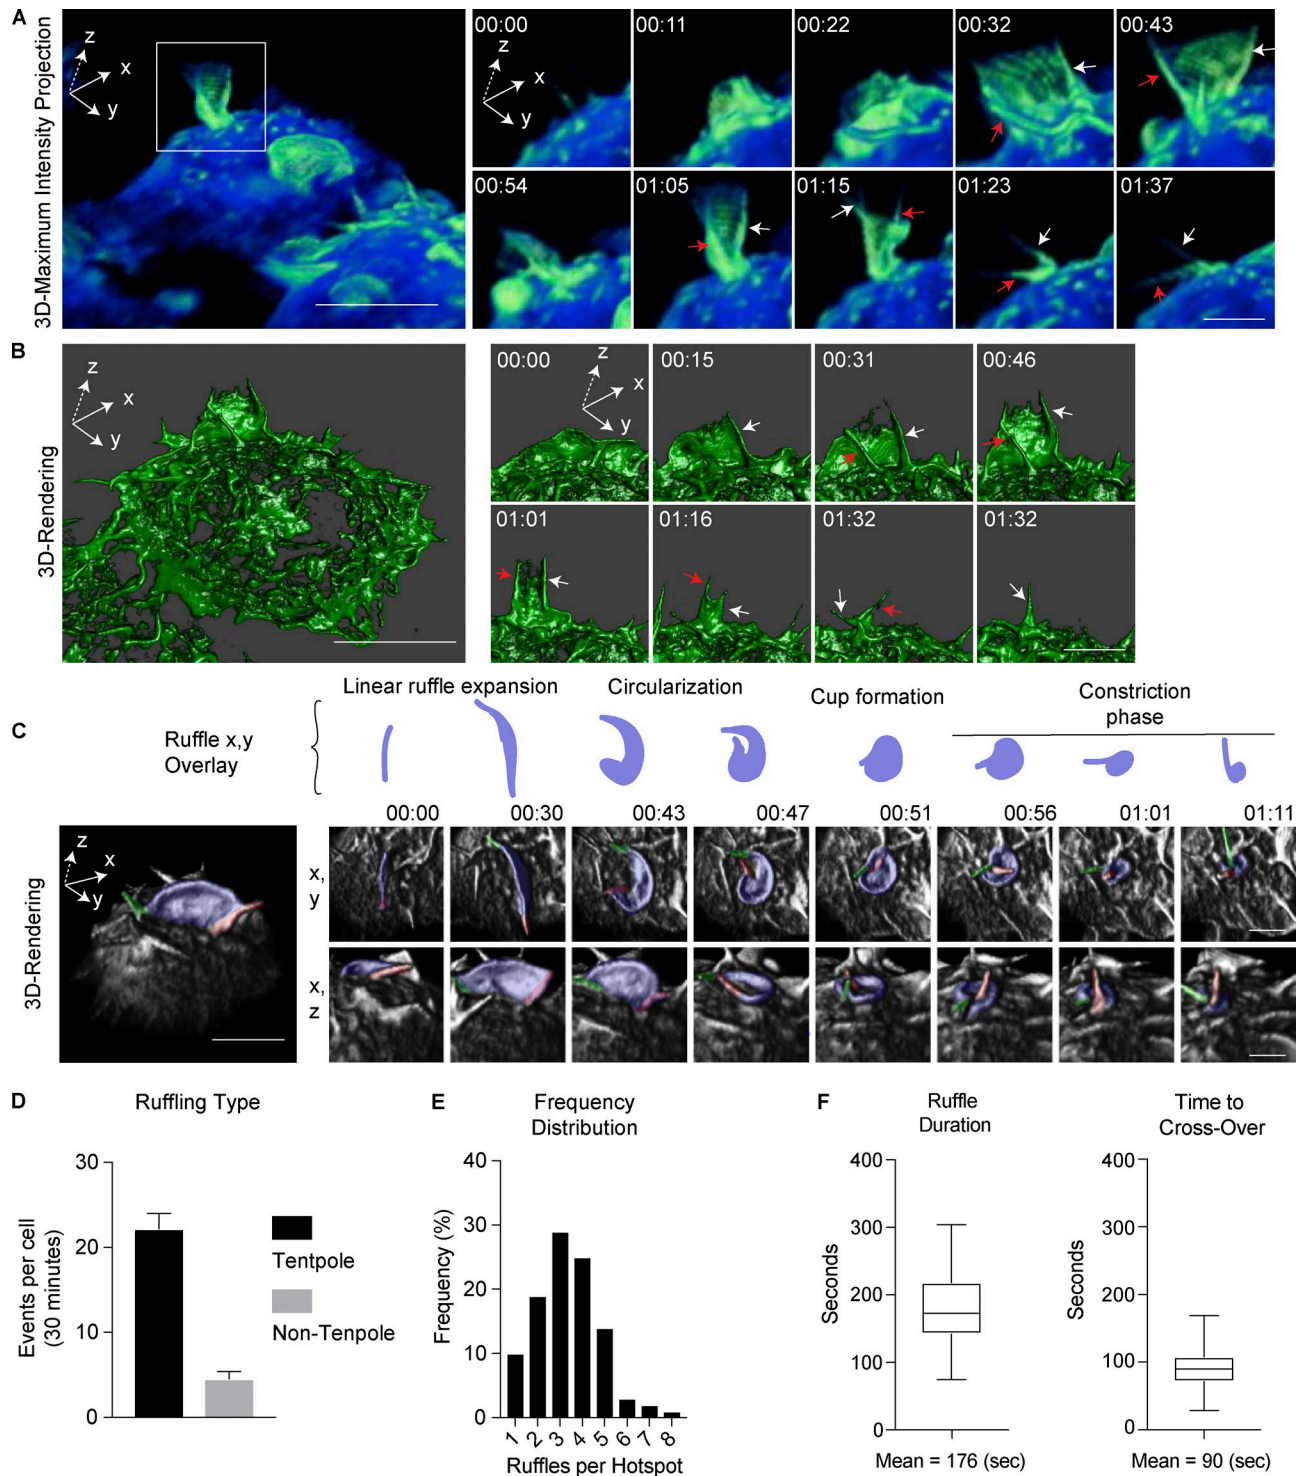 A
3D-Maximum Intensity Projection
z
x
y
00:00
z
x
y
00:11
00:22
00:32
00:43
00:54
01:05
01:15
01:23
01:37
B
3D-Rendering
z
x
y
00:00
z
x
y
00:15
00:31
00:46
01:01
01:16
01:32
01:32
C
Ruffle x,y
Overlay
Linear ruffle expansion
Circularization
Cup formation
Constriction
phase
3D-Rendering
z
x
y
00:00
00:30
00:43
00:47
00:51
00:56
01:01
01:11
x,
y
x,
z
D
Ruffling Type
Events per cell
(30 minutes)
30
20
10
0
Tentpole
Non-Tenpole
E
Frequency
Distribution
Frequency (%)
40
30
20
10
0
1 2 3 4 5 6 7 8
Ruffles per Hotspot
F
Ruffle
Duration
Seconds
400
300
200
100
0
Mean = 176 (sec)
Time to
Cross-Over
Seconds
400
300
200
100
0
Mean = 90 (sec)